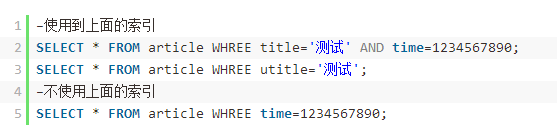 1 –使用到上面的索引
2 SELECT * FROM article WHREE title='测试' AND time=1234567890;
3 SELECT * FROM article WHREE utitle='测试';
4 –不使用上面的索引
5 SELECT * FROM article WHREE time=1234567890;